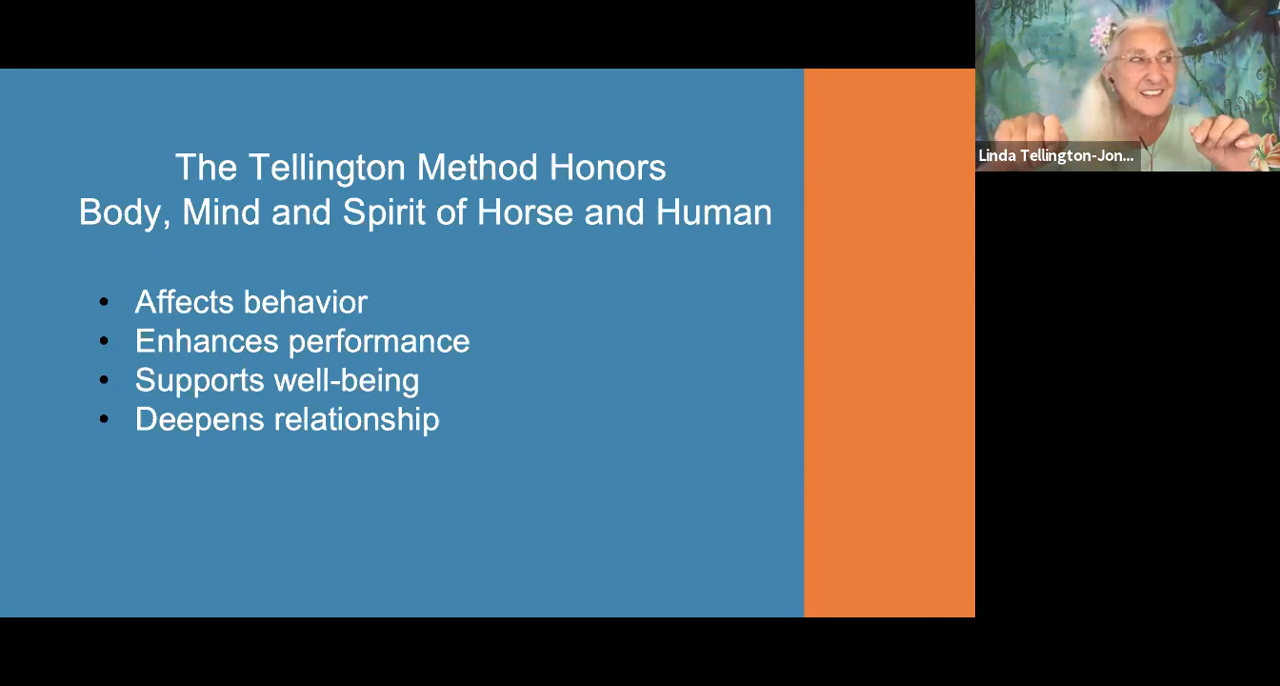 The Tellington Method Honors
Body, Mind and Spirit of Horse and Human
• Affects behavior
• Enhances performance
• Supports well-being
• Deepens relationship
Linda Tellington-Jon...